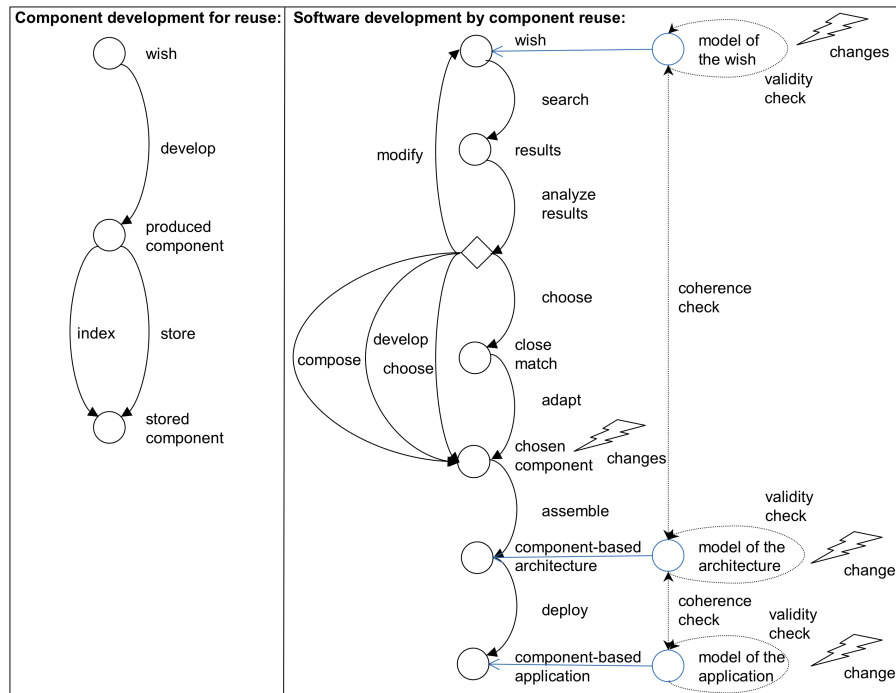 Component development for reuse:
Software development by component reuse:
wish
develop
produced
component
index
store
stored
component
wish
model of
the wish
changes
validity
check
search
modify
results
analyze
results
coherence
check
choose
compose
develop
choose
close
match
adapt
chosen
component
changes
assemble
validity
check
component-based
architecture
model of the
architecture
change
deploy
coherence
check
validity
check
component-based
application
model of the
application
change